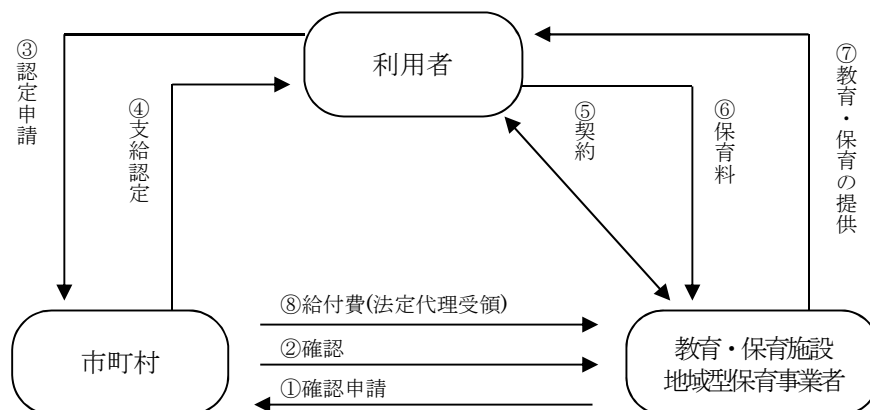 利用者
③認定申請
④支給認定
⑤契約
⑥保育料
⑦教育・保育の提供
⑧給付費(法定代理受領)
②確認
①確認申請
市町村
教育・保育施設
地域型保育事業者